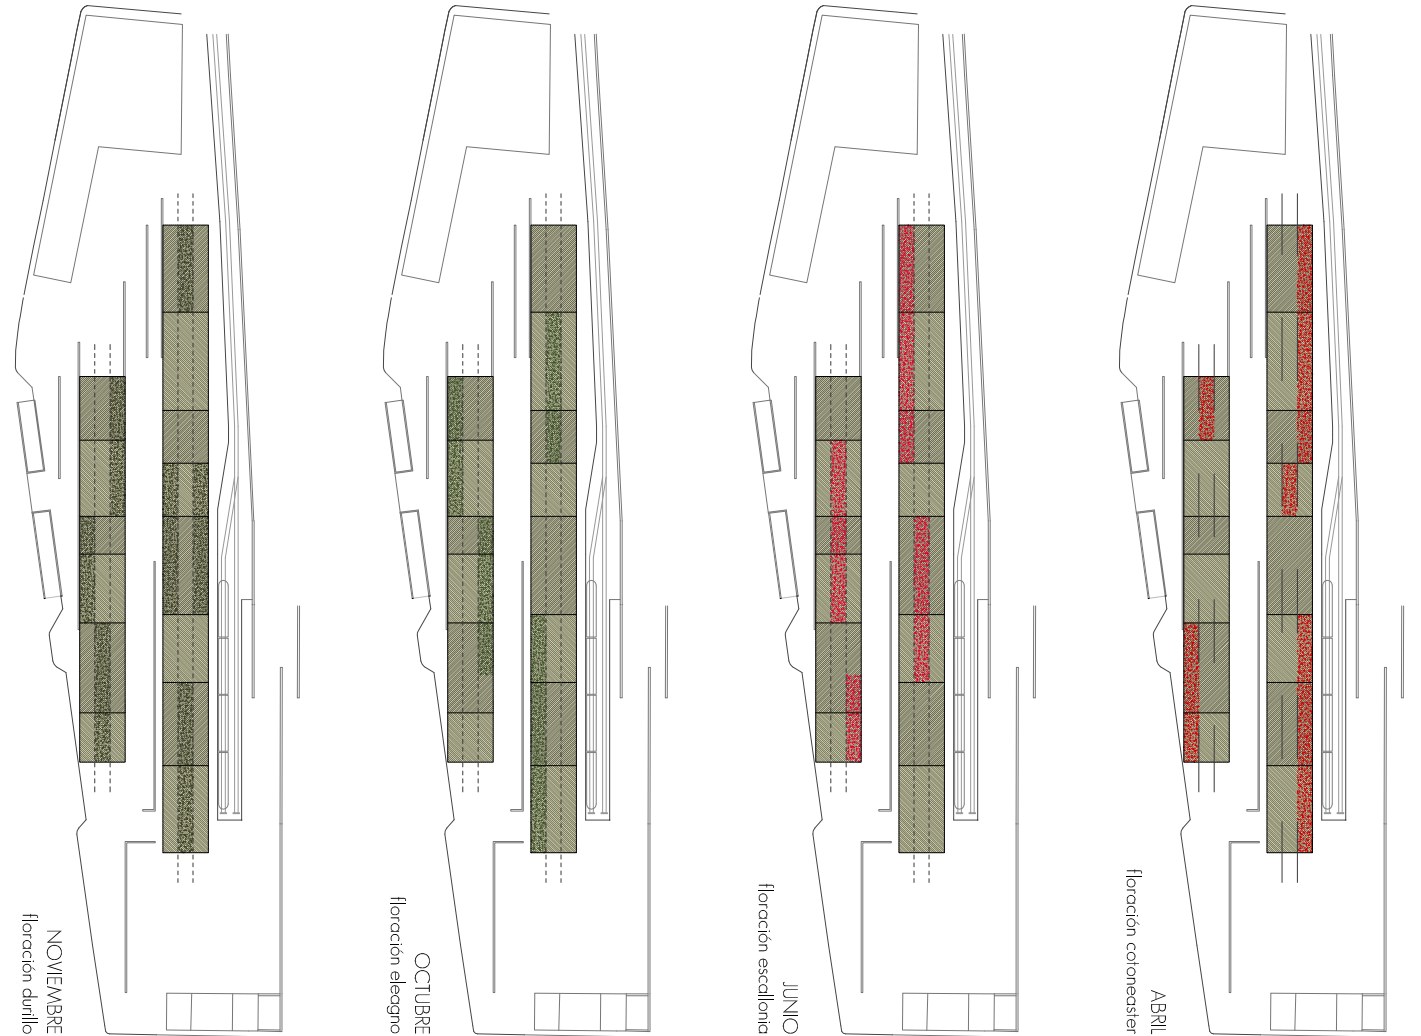 NOVIEMBRE
floración durillo
OCTUBRE
floración eleagno
JUNIO
floración escallonia
ABRIL
floración cotoneaster